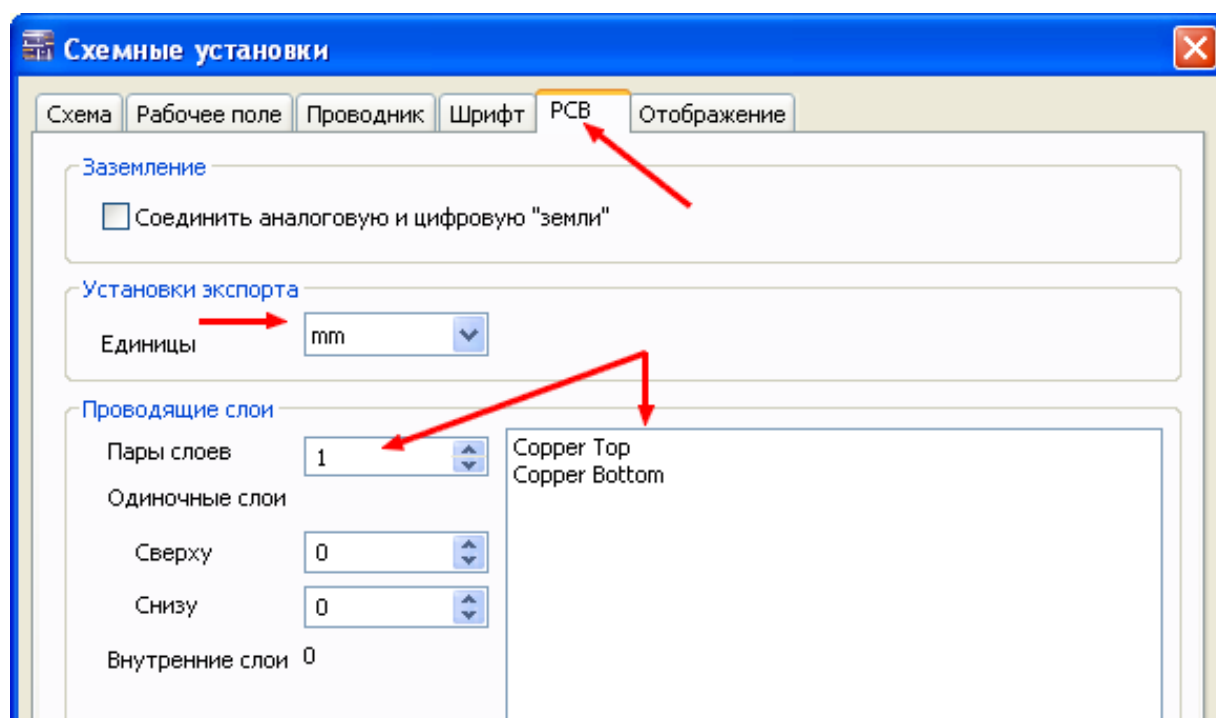 Схемные установки
Схема Рабочее поле Проводник Шрифт PCB Отображение
Заземление
Соединить аналоговую и цифровую "земли"
Установки экспорта
Единицы mm
Проводящие слои
Пары слоев 1
Copper Top
Copper Bottom
Одиночные слои
Сверху 0
Снизу 0
Внутренние слои 0